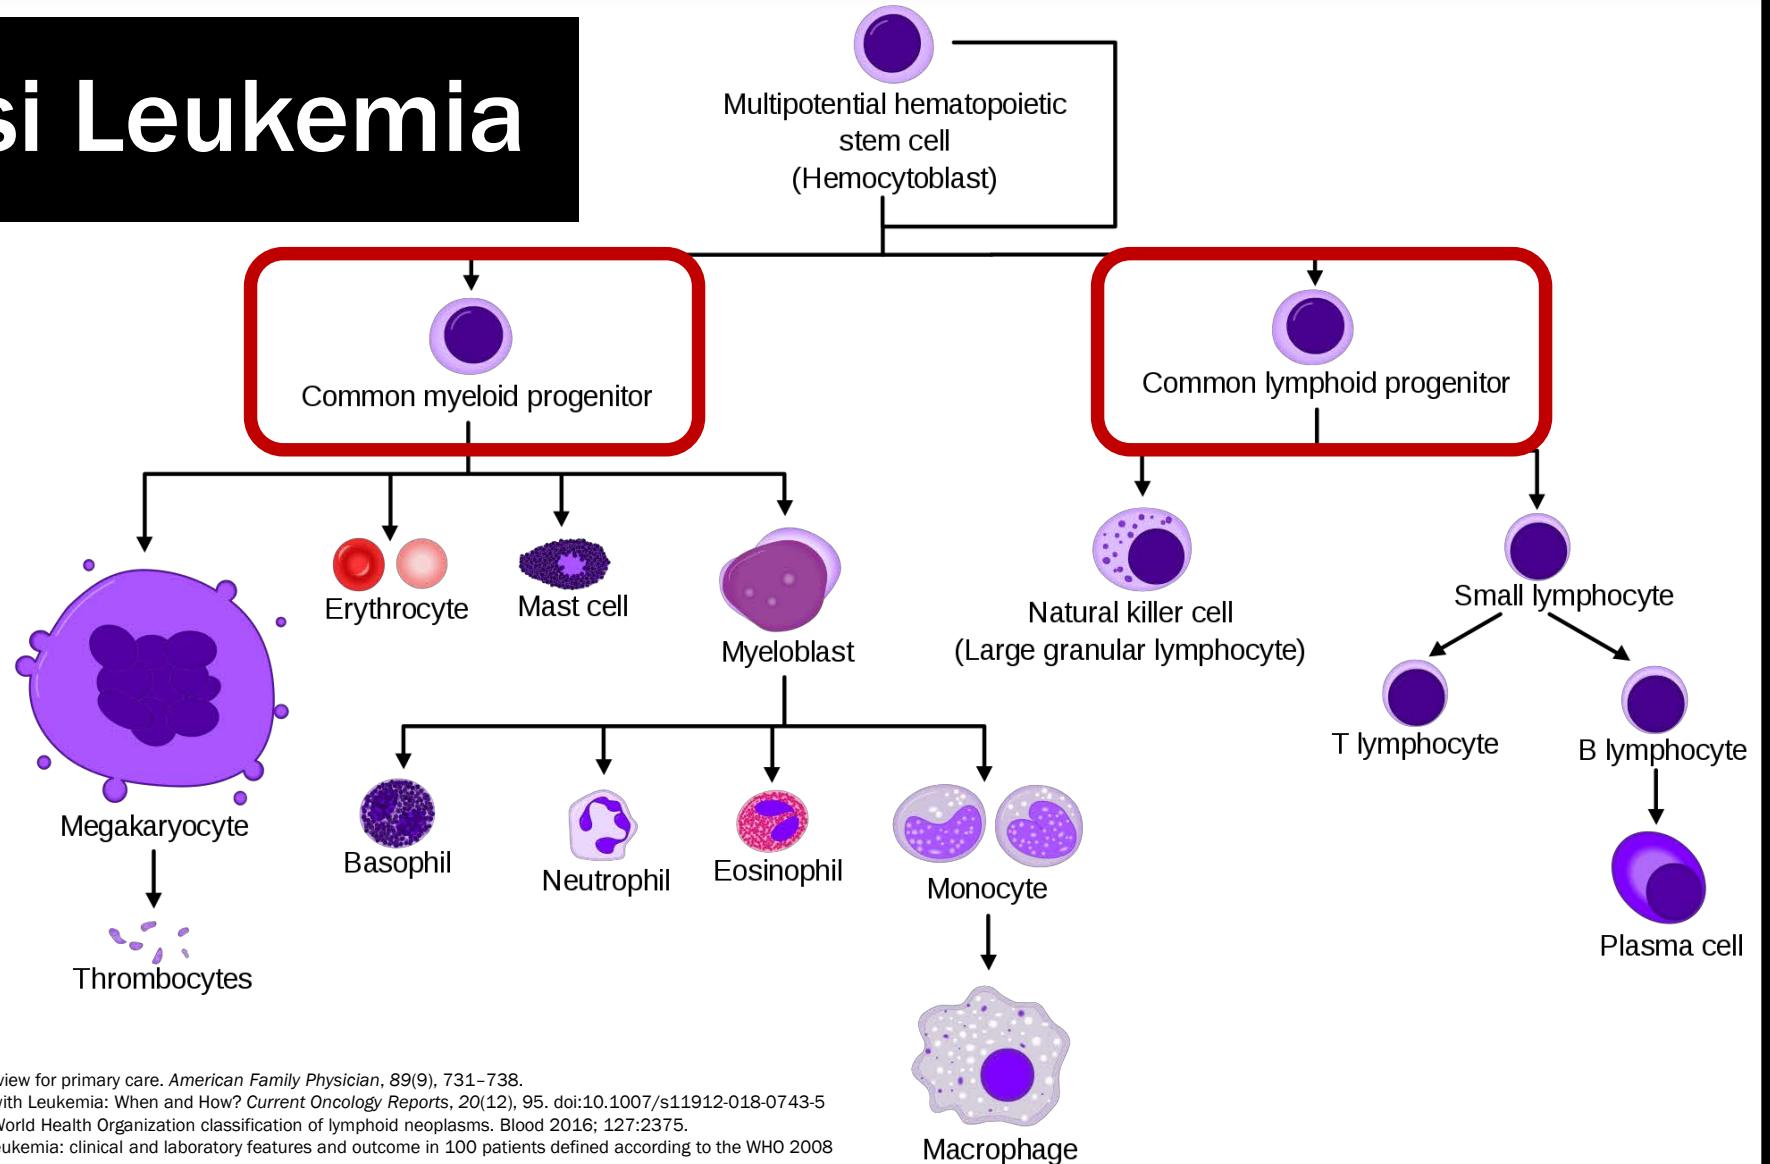 si Leukemia
Multipotential hematopoietic
stem cell
(Hemocytoblast)
Common myeloid progenitor
Common lymphoid progenitor
Erythrocyte
Mast cell
Myeloblast
Natural killer cell
(Large granular lymphocyte)
Small lymphocyte
T lymphocyte
B lymphocyte
Megakaryocyte
Basophil
Neutrophil
Eosinophil
Monocyte
Plasma cell
Thrombocytes
Macrophage
view for primary care. American Family Physician, 89(9), 731–738.
with Leukemia: When and How? Current Oncology Reports, 20(12), 95. doi:10.1007/s11912-018-0743-5
World Health Organization classification of lymphoid neoplasms. Blood 2016; 127:2375.
eukemia: clinical and laboratory features and outcome in 100 patients defined according to the WHO 2008